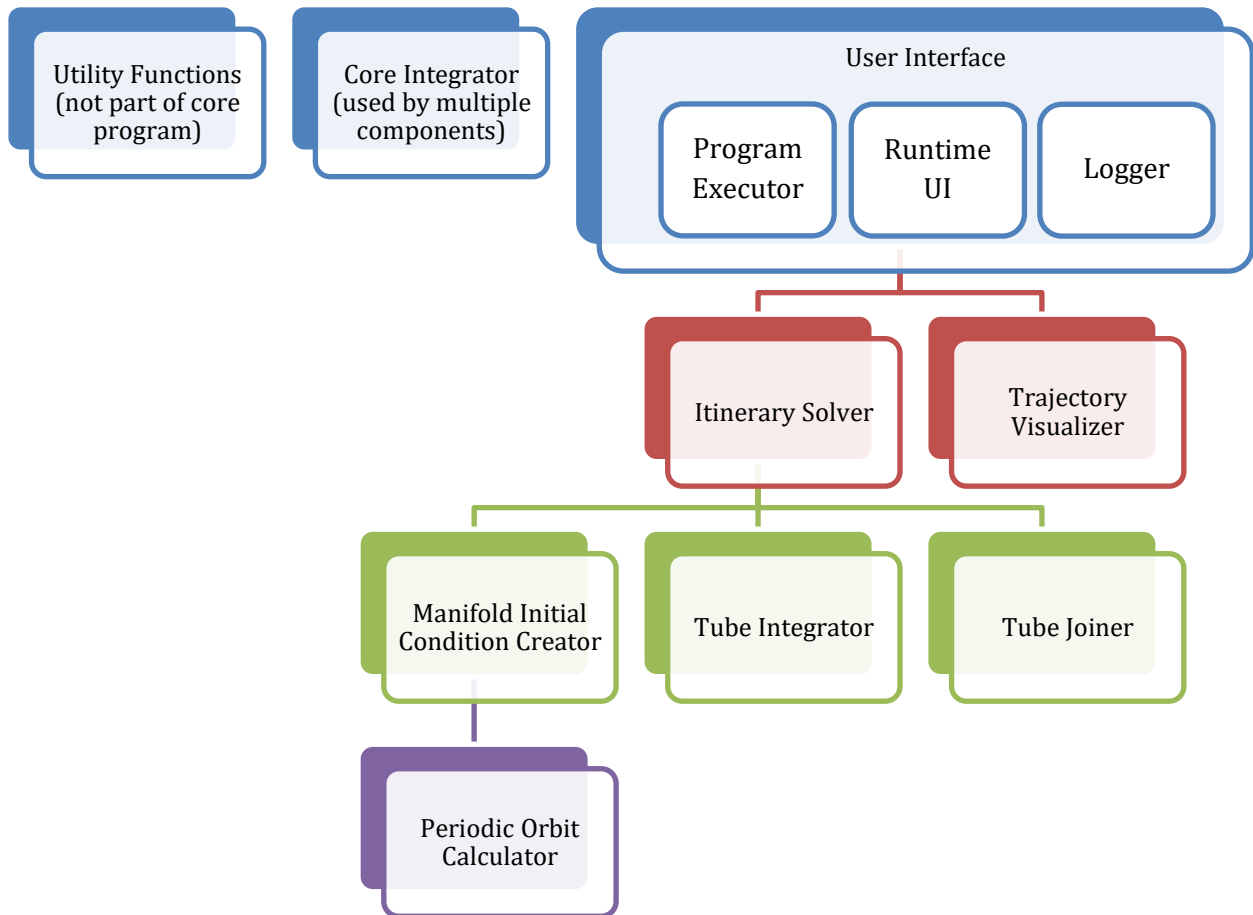 Utility Functions
(not part of core
program)
Core Integrator
(used by multiple
components)
User Interface
Program
Executor
Runtime
UI
Logger
Itinerary Solver
Trajectory
Visualizer
Manifold Initial
Condition Creator
Tube Integrator
Tube Joiner
Periodic Orbit
Calculator